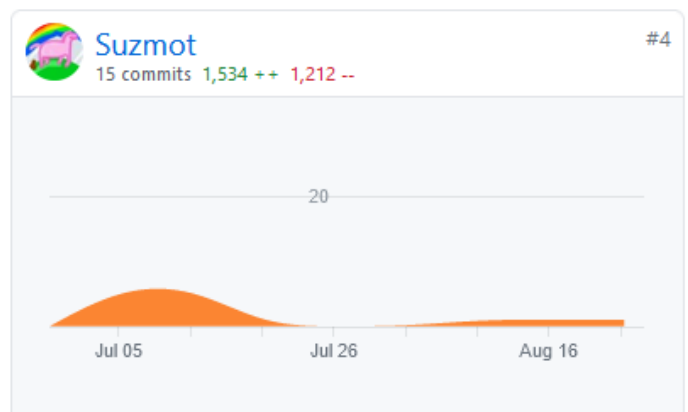 Suzmot
#4
15 commits 1,534 ++ 1,212 --
20
Jul 05 Jul 26 Aug 16